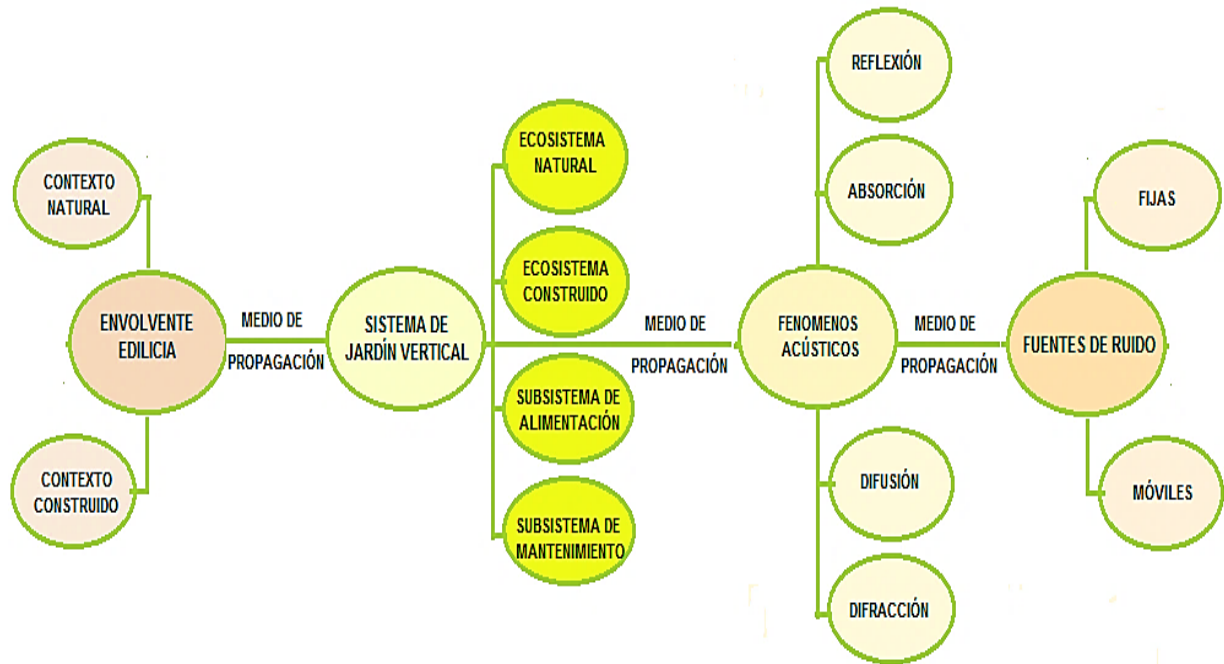 CONTEXTO
NATURAL
ENVOLVENTE
EDILICIA
CONTEXTO
CONSTRUIDO
MEDIO DE
PROPAGACIÓN
SISTEMA DE
JARDÍN VERTICAL
ECOSISTEMA
NATURAL
ECOSISTEMA
CONSTRUIDO
SUBSISTEMA DE
ALIMENTACIÓN
SUBSISTEMA DE
MANTENIMIENTO
MEDIO DE
PROPAGACIÓN
REFLEXIÓN
ABSORCIÓN
FENOMENOS
ACÚSTICOS
DIFUSIÓN
DIFRACCIÓN
MEDIO DE
PROPAGACIÓN
FIJAS
FUENTES DE RUIDO
MÓVILES